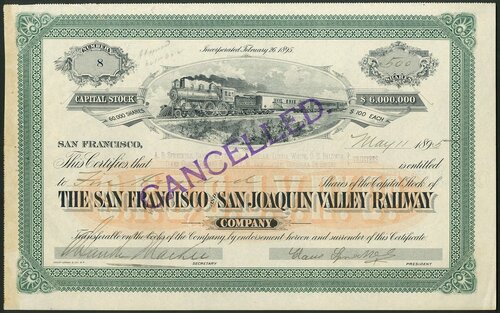 NUMBER
8
Incorporated February 26 1895.
500
SHARES
CAPITAL STOCK
$6,000,000
60,000 SHARES
$100 EACH
CANCELLED
SAN FRANCISCO,
May 11 1895
This Certifies, that
is entitled
to
Shares of the Capital Stock of
THE SAN FRANCISCO AND SAN JOAQUIN VALLEY RAILWAY
COMPANY
Transferable on the books of the Company, by endorsement hereon and surrender of this Certificate
SECRETARY
PRESIDENT